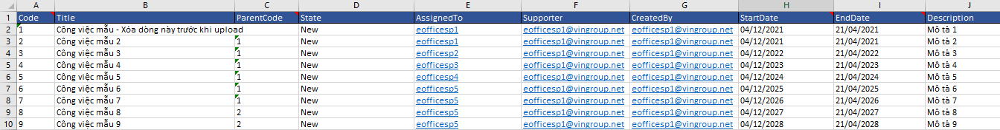 A B C D E F G H I J
1 Code Title ParentCode State AssignedTo Supporter CreatedBy StartDate EndDate Description
2 1 Công việc mẫu - Xóa dòng này trước khi upload New eofficesp1 eofficesp1@vingroup.net eofficesp1@vingroup.net 04/12/2021 21/04/2021 Mô tả 1
3 2 Công việc mẫu 2 1 New eofficesp1 eofficesp1@vingroup.net eofficesp1@vingroup.net 04/12/2021 21/04/2021 Mô tả 2
4 3 Công việc mẫu 3 1 New eofficesp2 eofficesp1@vingroup.net eofficesp1@vingroup.net 04/12/2022 21/04/2022 Mô tả 3
5 4 Công việc mẫu 4 1 New eofficesp3 eofficesp1@vingroup.net eofficesp1@vingroup.net 04/12/2023 21/04/2023 Mô tả 4
6 5 Công việc mẫu 5 1 New eofficesp4 eofficesp1@vingroup.net eofficesp1@vingroup.net 04/12/2024 21/04/2024 Mô tả 5
7 6 Công việc mẫu 6 1 New eofficesp5 eofficesp1@vingroup.net eofficesp1@vingroup.net 04/12/2025 21/04/2025 Mô tả 6
8 7 Công việc mẫu 7 1 New eofficesp5 eofficesp1@vingroup.net eofficesp1@vingroup.net 04/12/2026 21/04/2026 Mô tả 7
9 8 Công việc mẫu 8 2 New eofficesp5 eofficesp1@vingroup.net eofficesp1@vingroup.net 04/12/2027 21/04/2027 Mô tả 8
10 9 Công việc mẫu 9 2 New eofficesp5 eofficesp1@vingroup.net eofficesp1@vingroup.net 04/12/2028 21/04/2028 Mô tả 9